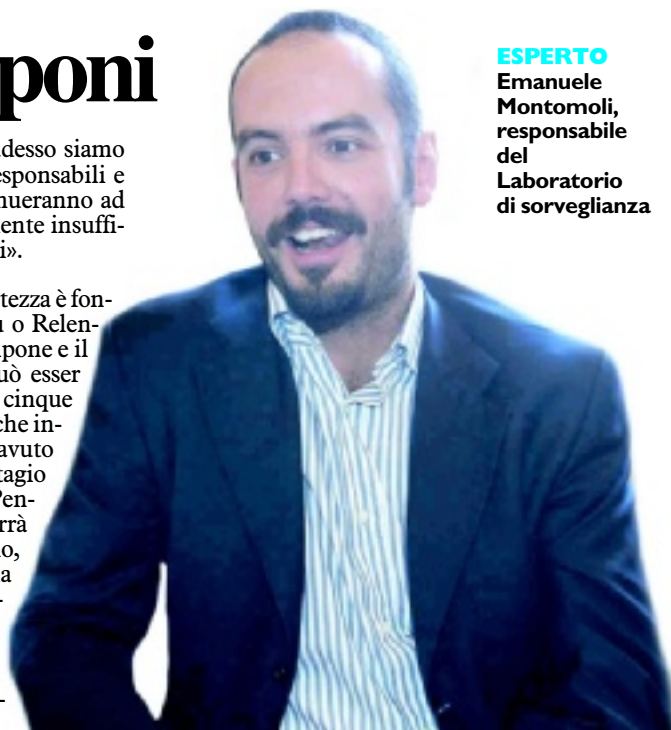 poni
desso siamo
esponsabili e
nueranno ad
ente insuffi-
i».
tezza è fon-
o Relen-
pone e il
uò esser
cinque
che in-
avuto
tagio
en-
rrà
o,
a
-
-
ESPERTO
Emanuele
Montomoli,
responsabile
del
Laboratorio
di sorveglianza